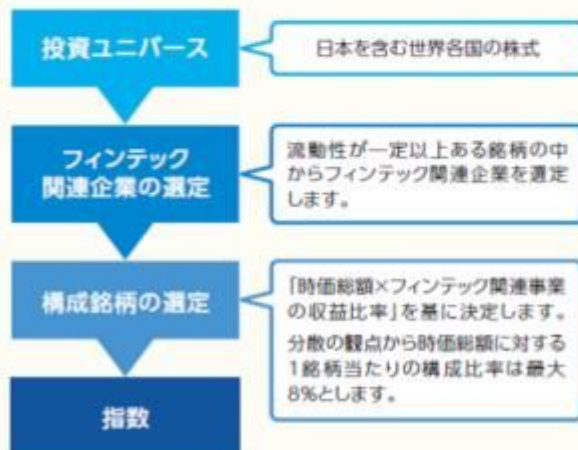 投資ユニバース
日本を含む世界各国の株式
フィンテック
関連企業の選定
流動性が一定以上ある銘柄の中
からフィンテック関連企業を選定
します。
構成銘柄の選定
「時価総額×フィンテック関連事業
の収益比率」を基に決定します。
分散の観点から時価総額に対する
1銘柄当たりの構成比率は最大
8%とします。
指数